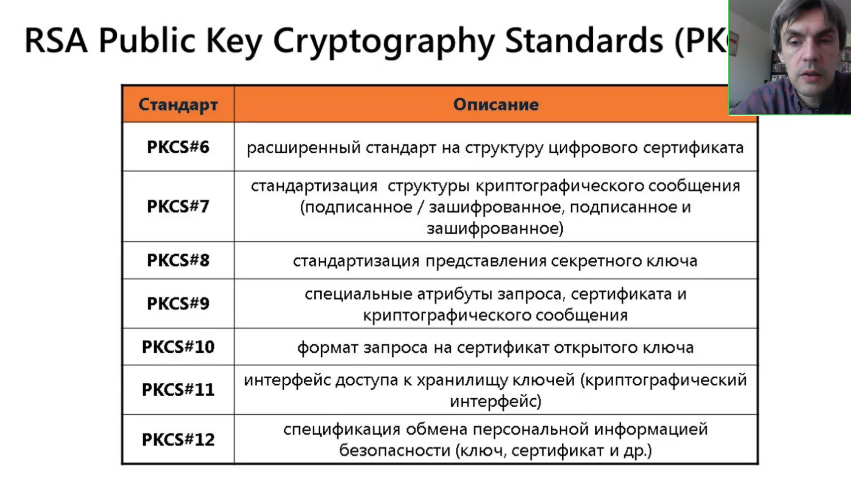 RSA Public Key Cryptography Standards (PK
Стандарт Описание
PKCS#6 расширенный стандарт на структуру цифрового сертификата
PKCS#7 стандартизация структуры криптографического сообщения
(подписанное / зашифрованное, подписанное и
зашифрованное)
PKCS#8 стандартизация представления секретного ключа
PKCS#9 специальные атрибуты запроса, сертификата и
криптографического сообщения
PKCS#10 формат запроса на сертификат открытого ключа
PKCS#11 интерфейс доступа к хранилищу ключей (криптографический
интерфейс)
PKCS#12 спецификация обмена персональной информацией
безопасности (ключ, сертификат и др.)